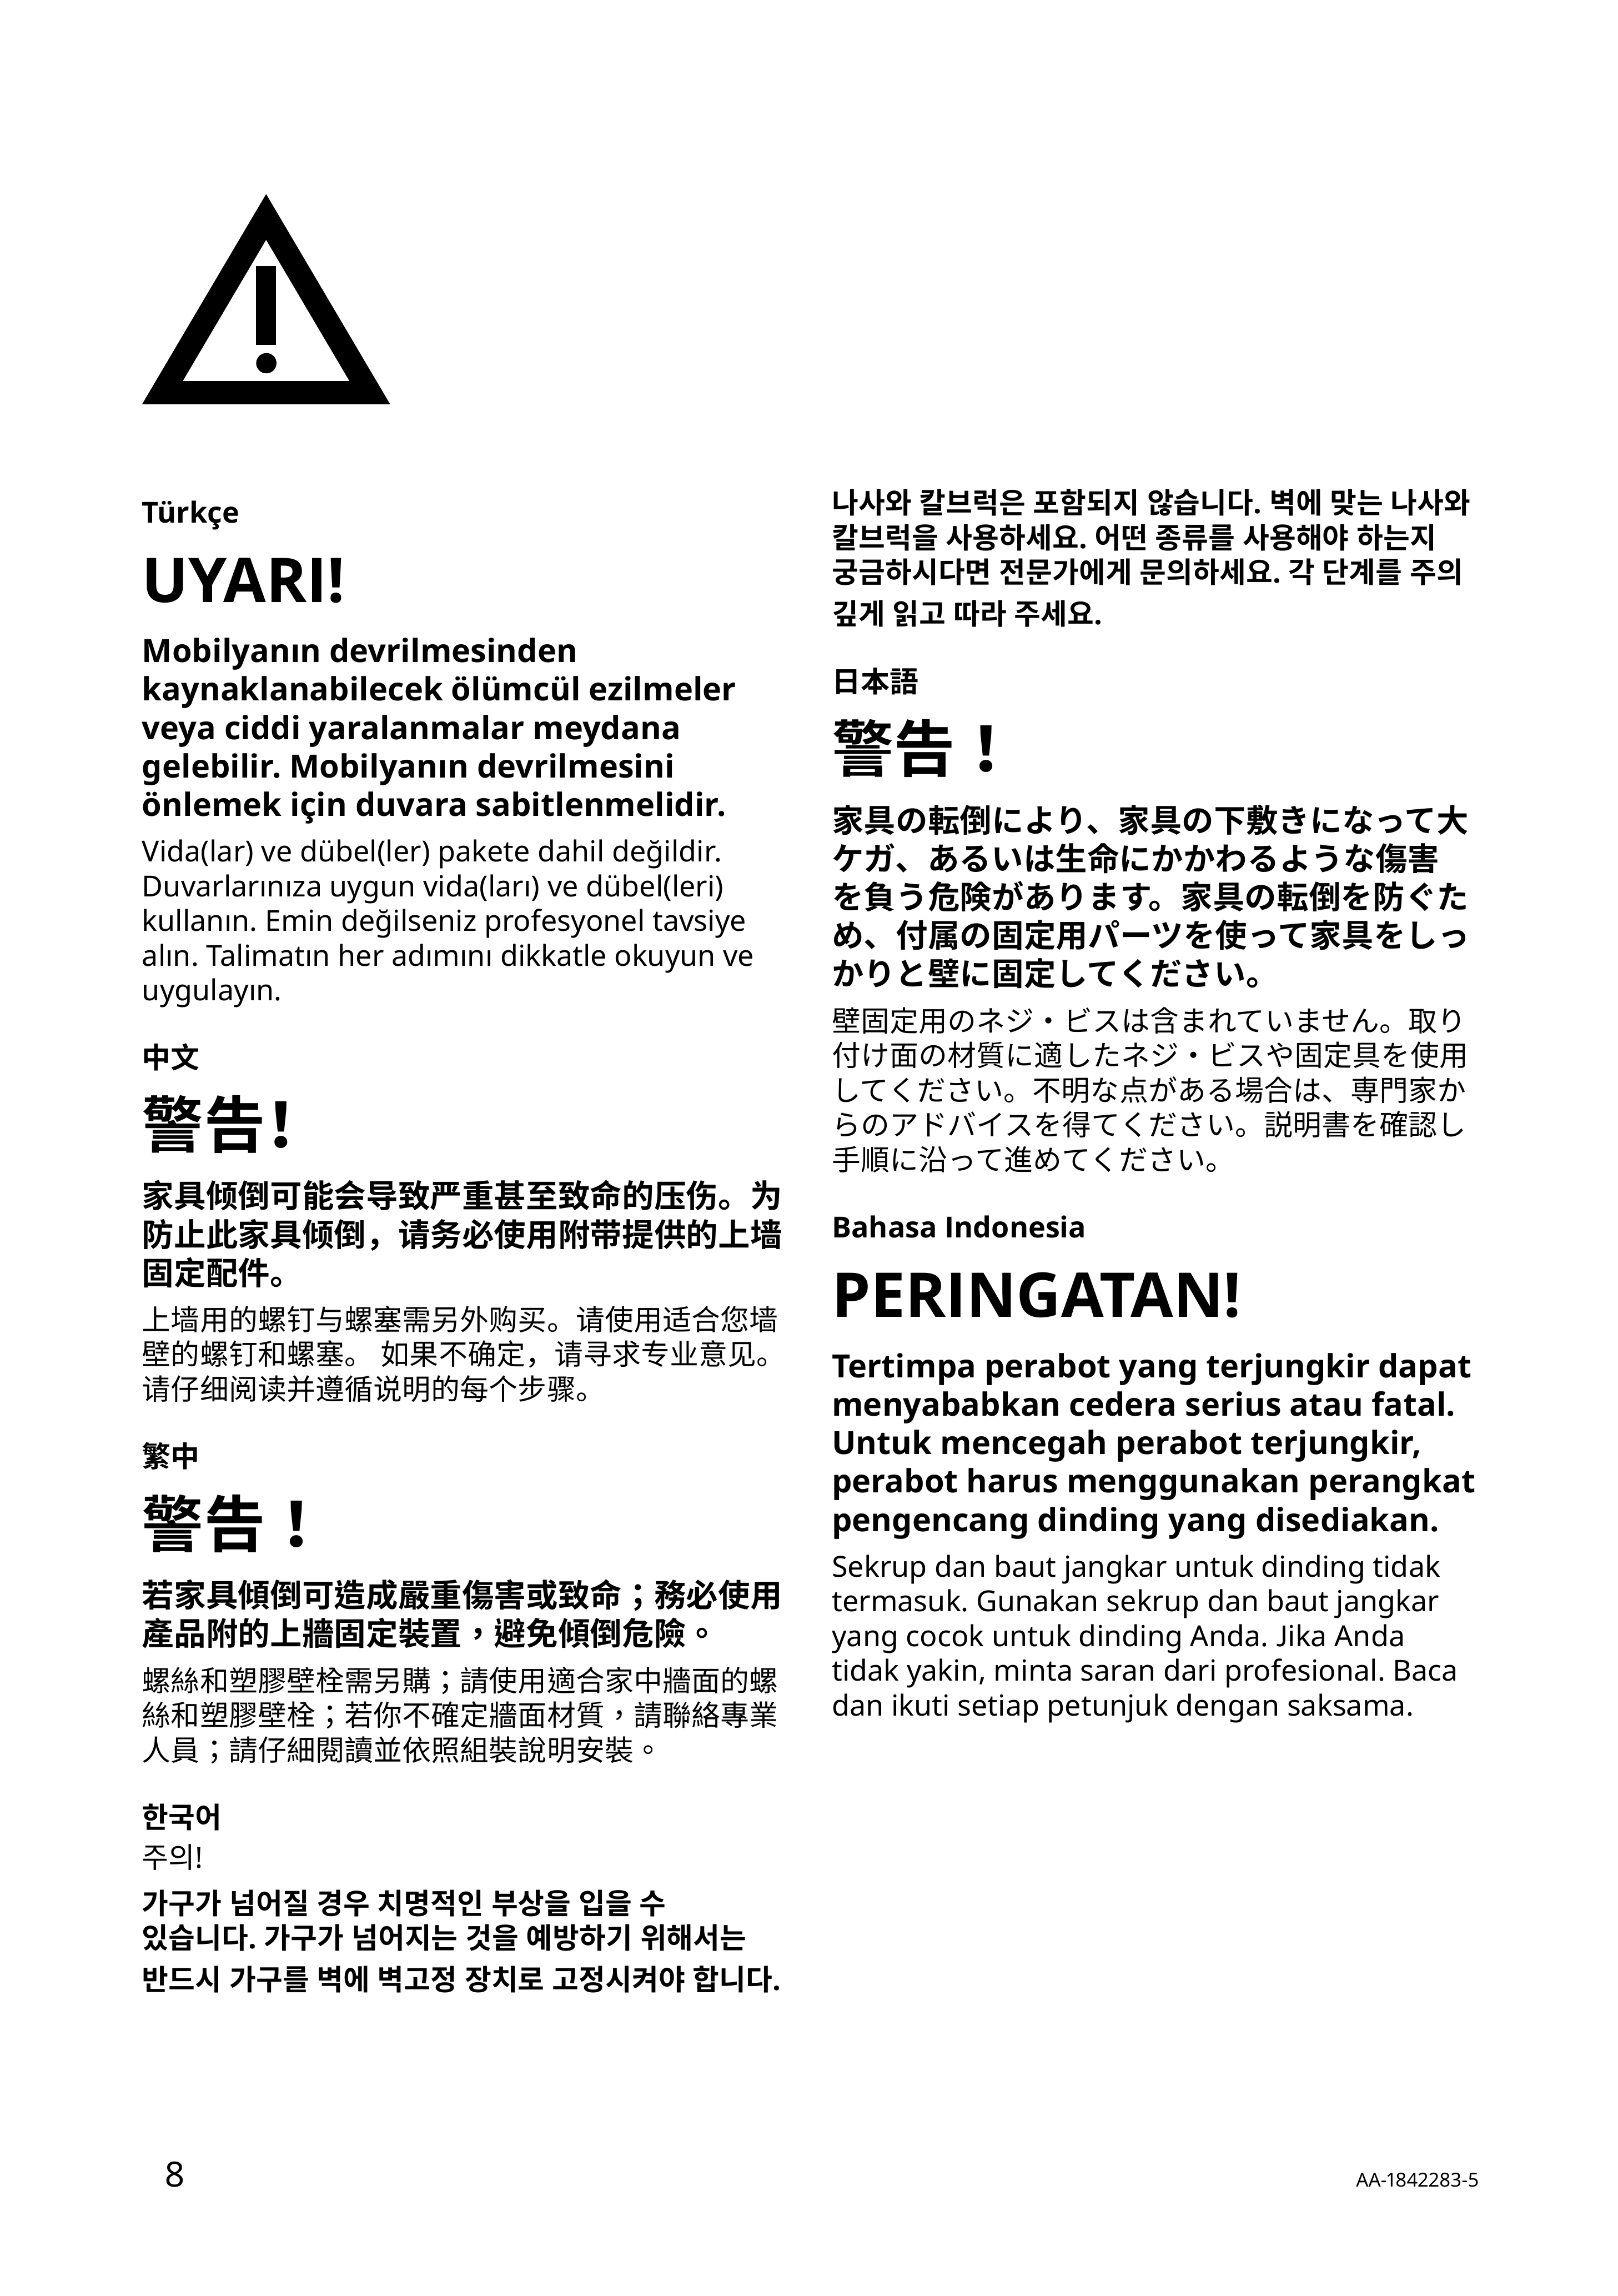 Türkçe
UYARI!
Mobilyanın devrilmesinden
kaynaklanabilecek ölümcül ezilmeler
veya ciddi yaralanmalar meydana
gelebilir. Mobilyanın devrilmesini
önlemek için duvara sabitlenmelidir.
Vida(lar) ve dübel(ler) pakete dahil değildir.
Duvarlarınıza uygun vida(ları) ve dübel(leri)
kullanın. Emin değilseniz profesyonel tavsiye
alın. Talimatın her adımını dikkatle okuyun ve
uygulayın.
中文
警告!
家具倾倒可能会导致严重甚至致命的压伤。为
防止此家具倾倒，请务必使用附带提供的上墙
固定配件。
上墙用的螺钉与螺塞需另外购买。请使用适合您墙
壁的螺钉和螺塞。 如果不确定，请寻求专业意见。
请仔细阅读并遵循说明的每个步骤。
繁中
警告！
若家具傾倒可造成嚴重傷害或致命；務必使用
產品附的上牆固定裝置，避免傾倒危險。
螺絲和塑膠壁栓需另購；請使用適合家中牆面的螺
絲和塑膠壁栓；若你不確定牆面材質，請聯絡專業
人員；請仔細閱讀並依照組裝說明安裝。
한국어
주의!
가구가 넘어질 경우 치명적인 부상을 입을 수
있습니다. 가구가 넘어지는 것을 예방하기 위해서는
반드시 가구를 벽에 벽고정 장치로 고정시켜야 합니다.
나사와 칼브럭은 포함되지 않습니다. 벽에 맞는 나사와
칼브럭을 사용하세요. 어떤 종류를 사용해야 하는지
궁금하시다면 전문가에게 문의하세요. 각 단계를 주의
깊게 읽고 따라 주세요.
日本語
警告！
家具の転倒により、家具の下敷きになって大
ケガ、あるいは生命にかかわるような傷害
を負う危険があります。家具の転倒を防ぐた
め、付属の固定用パーツを使って家具をしっ
かりと壁に固定してください。
壁固定用のネジ・ビスは含まれていません。取り
付け面の材質に適したネジ・ビスや固定具を使用
してください。不明な点がある場合は、専門家か
らのアドバイスを得てください。説明書を確認し
手順に沿って進めてください。
Bahasa Indonesia
PERINGATAN!
Tertimpa perabot yang terjungkir dapat
menyababkan cedera serius atau fatal.
Untuk mencegah perabot terjungkir,
perabot harus menggunakan perangkat
pengencang dinding yang disediakan.
Sekrup dan baut jangkar untuk dinding tidak
termasuk. Gunakan sekrup dan baut jangkar
yang cocok untuk dinding Anda. Jika Anda
tidak yakin, minta saran dari profesional. Baca
dan ikuti setiap petunjuk dengan saksama.
8
AA-1842283-5